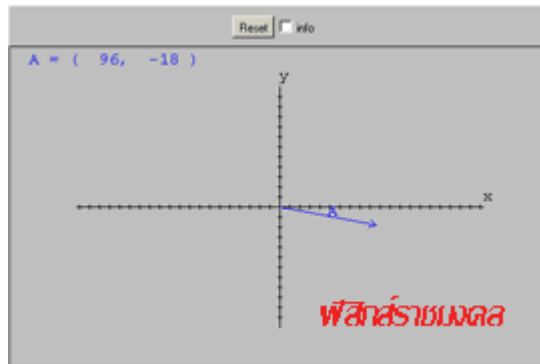 Reset info
A = ( 96, -18 )
y
x
A
ฟิสิกส์ราชมงคล